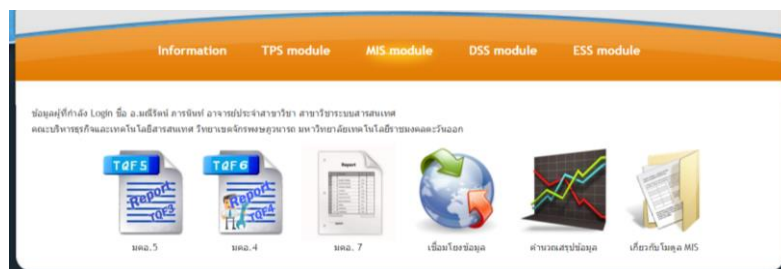 Information TPS module MIS module DSS module ESS module
ข้อมูลผู้ที่กำลัง Login ชื่อ อ.มณีรัตน์ ภารนันท์ อาจารย์ประจำสาขาวิชา สาขาวิชาระบบสารสนเทศ
คณะบริหารธุรกิจและเทคโนโลยีสารสนเทศ วิทยาเขตจักรพงษภูวนารถ มหาวิทยาลัยเทคโนโลยีราชมงคลตะวันออก
TQF5 TQF6 Report
Report Report
TQF3 TQF4
มคอ.5 มคอ.4 มคอ. 7 เชื่อมโยงข้อมูล คำนวณสรุปข้อมูล เกี่ยวกับโมดูล MIS